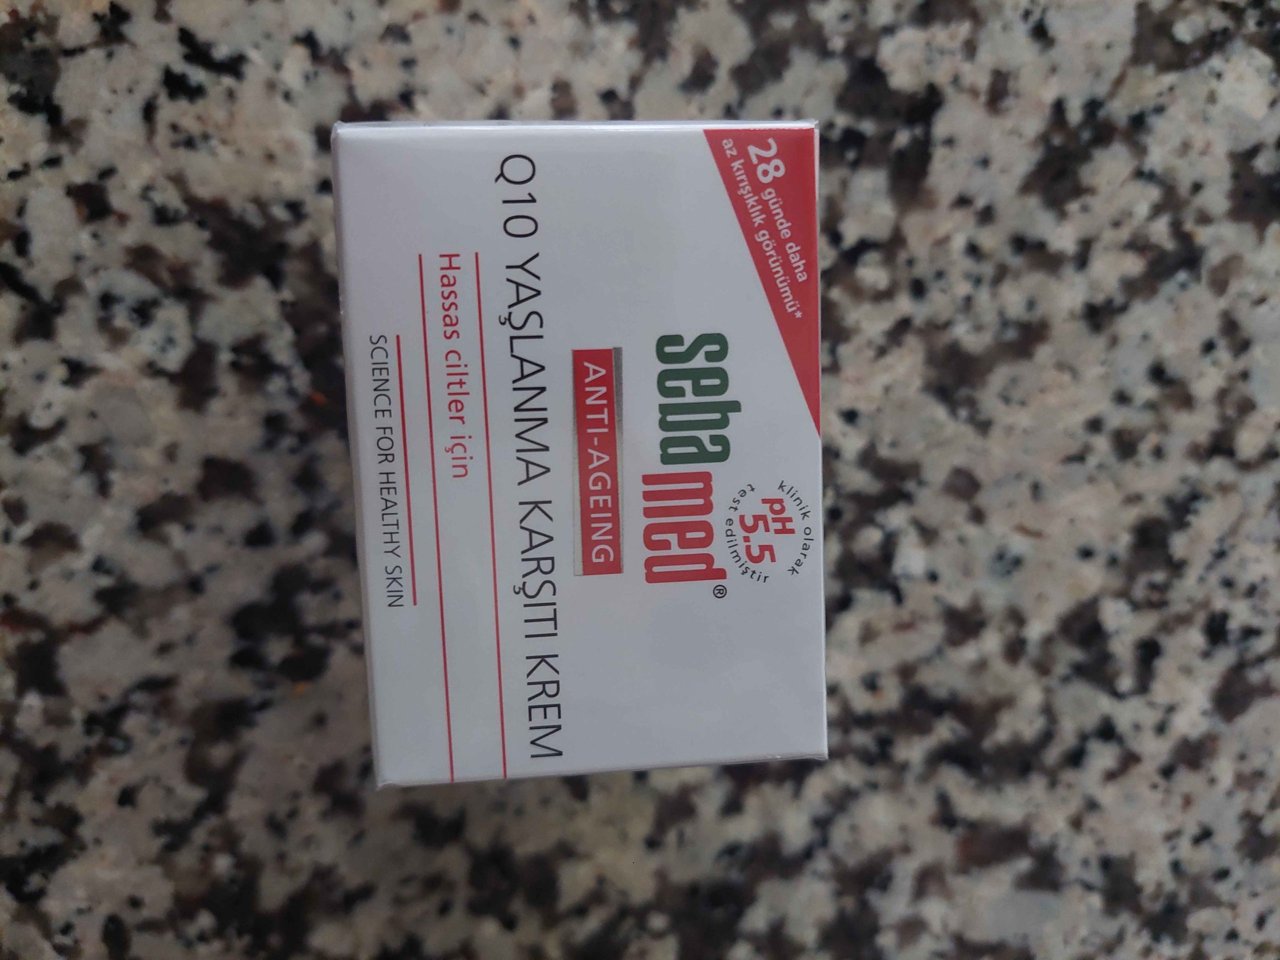 28 günde daha
az kırışıklık görünümü*
klinik olarak
pH
5.5
test edilmiştir
sebamed®
ANTI-AGEING
Q10 YAŞLANMA KARŞITI KREM
Hassas ciltler için
SCIENCE FOR HEALTHY SKIN